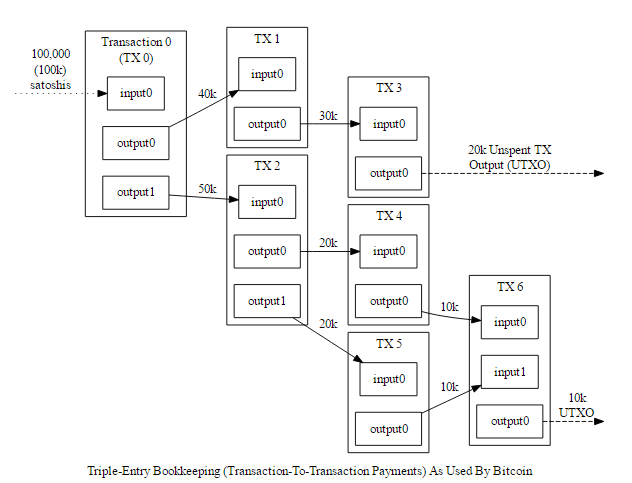 100,000
(100k)
satoshis
Transaction 0
(TX 0)
input0
output0
output1
40k
50k
TX 1
input0
output0
30k
TX 2
input0
output0
output1
20k
20k
TX 3
input0
output0
20k Unspent TX
Output (UTXO)
TX 4
input0
output0
10k
TX 5
input0
output0
10k
TX 6
input0
input1
output0
10k
UTXO
Triple-Entry Bookkeeping (Transaction-To-Transaction Payments) As Used By Bitcoin